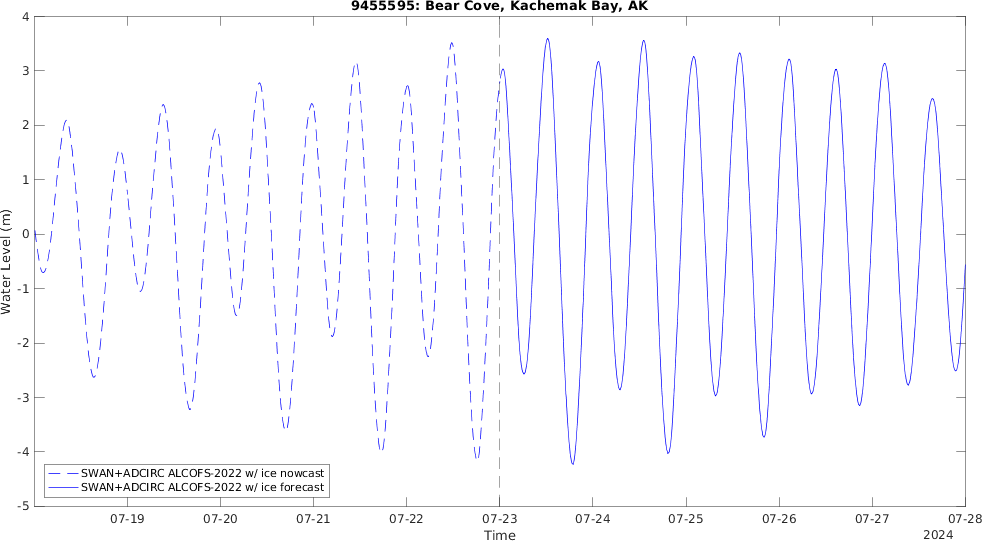 9455595: Bear Cove, Kachemak Bay, AK
Water Level (m)
4
3
2
1
0
-1
-2
-3
-4
-5
SWAN+ADCIRC ALCOFS-2022 w/ ice nowcast
SWAN+ADCIRC ALCOFS-2022 w/ ice forecast
07-19 07-20 07-21 07-22 07-23 07-24 07-25 07-26 07-27 07-28
Time
2024